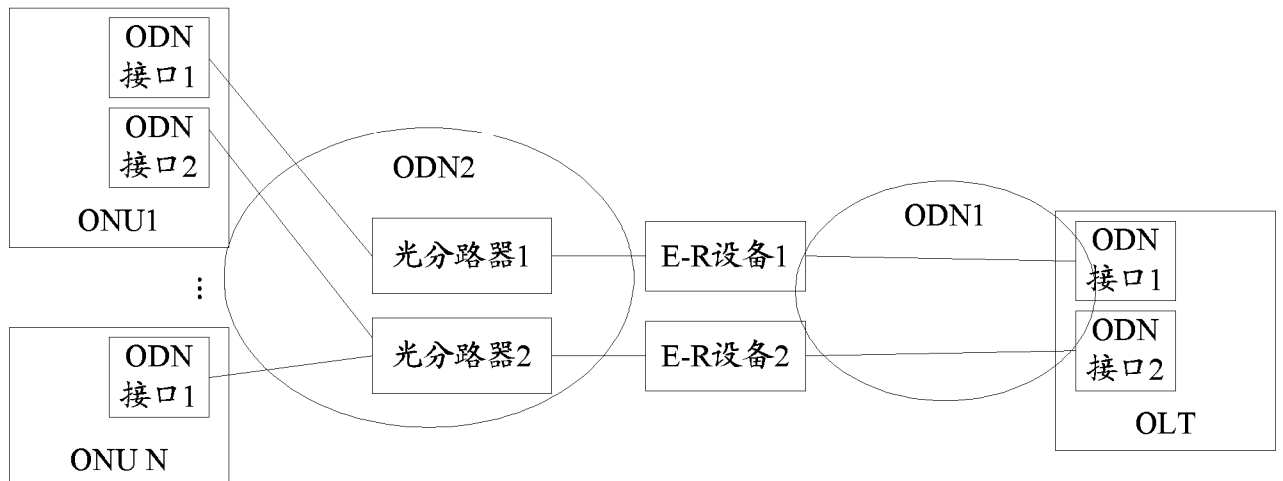 ODN
接口1
ODN
接口2
ONU1
⋮
ODN
接口1
ONU N
ODN2
光分路器1
光分路器2
E-R设备1
E-R设备2
ODN1
ODN
接口1
ODN
接口2
OLT